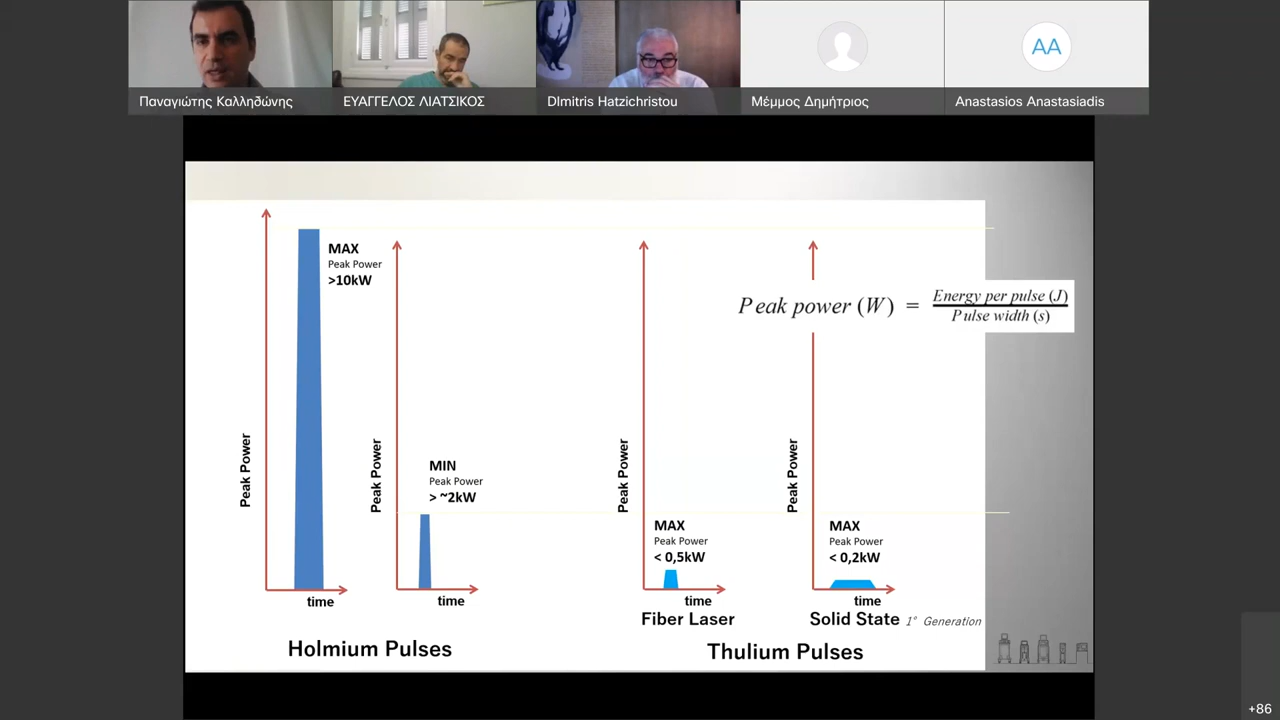 Παναγιώτης Καλληδώνης
ΕΥΑΓΓΕΛΟΣ ΛΙΑΤΣΙΚΟΣ
DImitris Hatzichristou
Μέμμος Δημήτριος
AA
Anastasios Anastasiadis
MAX
Peak Power
>10kW
Peak power (W) = Energy per pulse (J)
Pulse width (s)
Peak Power
Peak Power
MIN
Peak Power
> ~2kW
Peak Power
Peak Power
MAX
Peak Power
< 0,5kW
MAX
Peak Power
< 0,2kW
time
time
time
time
Fiber Laser
Solid State 1° Generation
Holmium Pulses
Thulium Pulses
+86